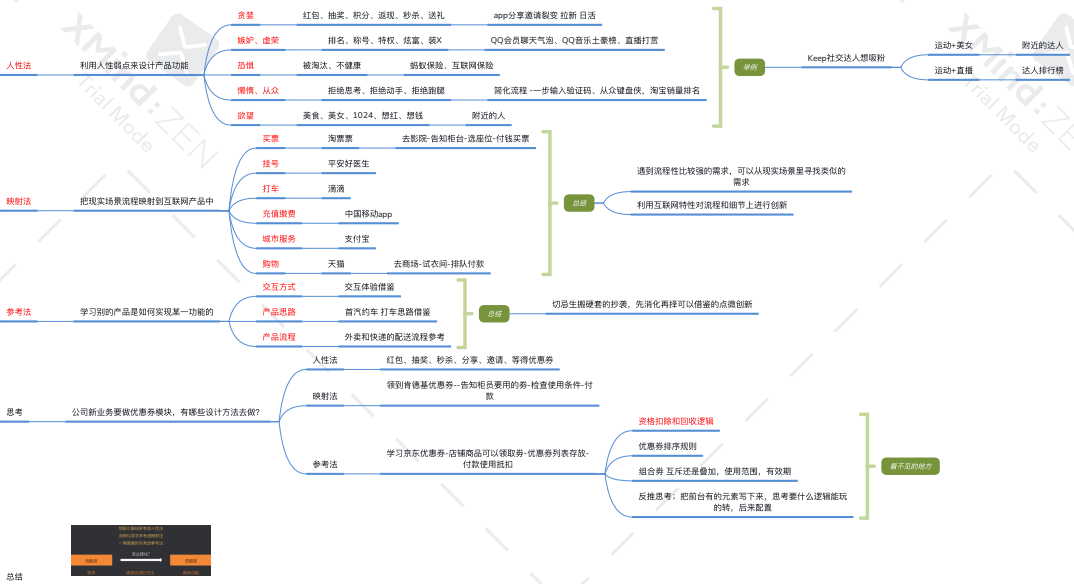 人性法
利用人性弱点来设计产品功能
贪婪
红包、抽奖、积分、返现、秒杀、送礼
app分享邀请裂变 拉新 日活
嫉妒、虚荣
排名、称号、特权、炫富、装X
QQ会员聊天气泡、QQ音乐土豪榜、直播打赏
恐惧
被淘汰、不健康
蚂蚁保险、互联网保险
懒惰、从众
拒绝思考、拒绝动手、拒绝跑腿
简化流程 -一步输入验证码、从众键盘侠，淘宝销量排名
欲望
美食、美女、1024、想红、想钱
附近的人
举例
Keep社交达人想吸粉
运动+美女
附近的达人
运动+直播
达人排行榜
映射法
把现实场景流程映射到互联网产品中
买票
淘票票
去影院-告知柜台-选座位-付钱买票
挂号
平安好医生
打车
滴滴
充值缴费
中国移动app
城市服务
支付宝
购物
天猫
去商场-试衣间-排队付款
总结
遇到流程性比较强的需求，可以从现实场景里寻找类似的
需求
利用互联网特性对流程和细节上进行创新
参考法
学习别的产品是如何实现某一功能的
交互方式
交互体验借鉴
产品思路
首汽约车 打车思路借鉴
产品流程
外卖和快递的配送流程参考
总结
切忌生搬硬套的抄袭，先消化再择可以借鉴的点微创新
思考
公司新业务要做优惠券模块，有哪些设计方法去做?
人性法
红包、抽奖、秒杀、分享、邀请、等得优惠券
映射法
领到肯德基优惠券--告知柜员要用的券-检查使用条件-付
款
参考法
学习京东优惠券-店铺商品可以领取券-优惠券列表存放-
付款使用抵扣
资格扣除和回收逻辑
优惠券排序规则
组合券 互斥还是叠加，使用范围，有效期
反推思考；把前台有的元素写下来，思考要什么逻辑能玩
的转，后来配置
看不见的地方
总结
XMind: ZEN
Trial Mode
XMind: ZEN
Trial Mode